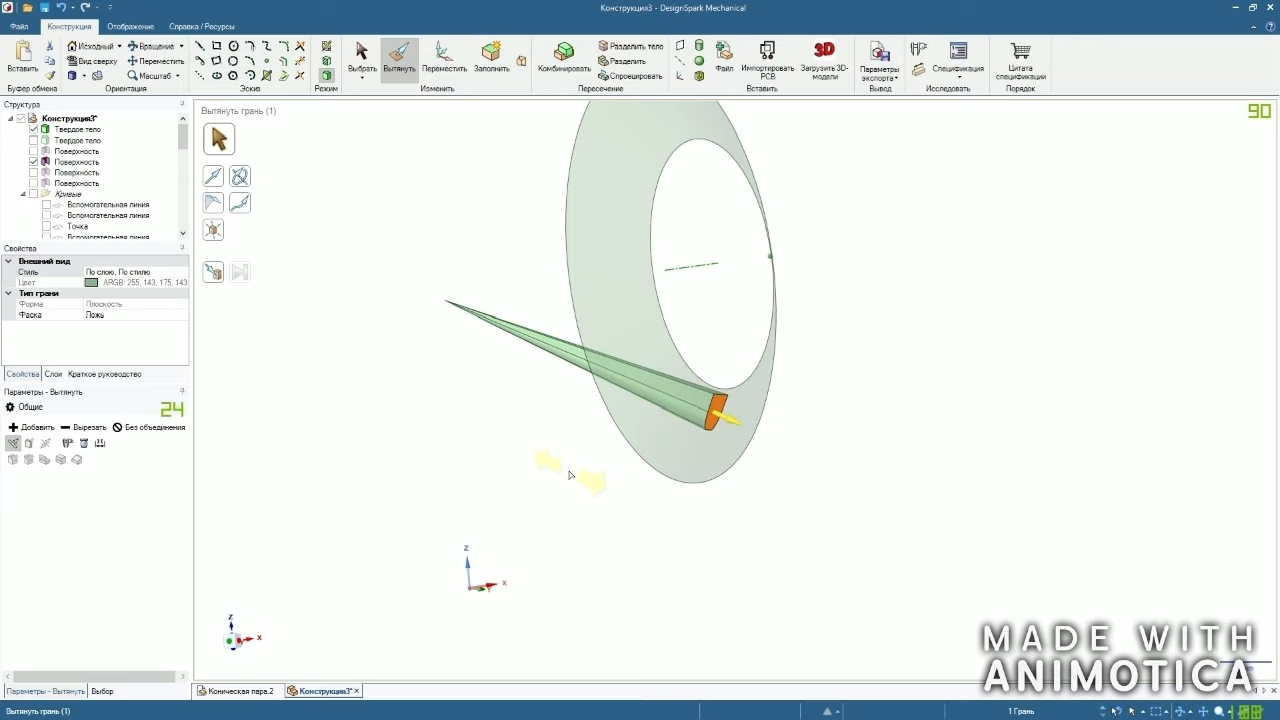 Конструкция3 - DesignSpark Mechanical
Файл Конструкция Отображение Справка / Ресурсы
Вставить
Буфер обмена
Исходный
Вид сверху
Вращение
Переместить
Масштаб
Ориентация
Эскиз
Режим
Выбрать
Вытянуть
Переместить
Заполнить
Изменить
Комбинировать
Разделить тело
Разделить
Спроецировать
Пересечение
Файл
Импортировать PCB
Загрузить 3D-модели
3D
Вставить
Параметры экспорта
Вывод
Спецификация
Исследовать
Цитата спецификации
Порядок
Структура
Конструкция3*
Твердое тело
Твердое тело
Поверхность
Поверхность
Поверхность
Поверхность
Кривые
Вспомогательная линия
Вспомогательная линия
Точка
Вспомогательная линия
Свойства
Внешний вид
Стиль По слою, По стилю
Цвет ARGB: 255, 143, 175, 143
Тип грани
Форма Плоскость
Фаска Ложь
Свойства Слои Краткое руководство
Параметры - Вытянуть
Общие
24
Добавить Вырезать Без объединения
Параметры - Вытянуть Выбор
Вытянуть грань (1)
90
Z
X
Z
X
MADE WITH
ANIMOTICA
Коническая пара.2 Конструкция3*
Вытянуть грань (1)
1 Грань